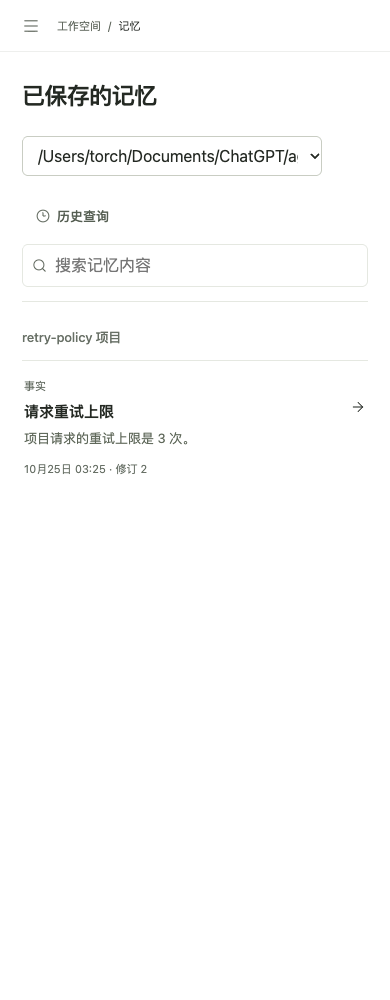 工作空间 / 记忆
已保存的记忆
/Users/torch/Documents/ChatGPT/a
历史查询
搜索记忆内容
retry-policy 项目
事实
请求重试上限
项目请求的重试上限是 3 次。
10月25日 03:25 · 修订 2